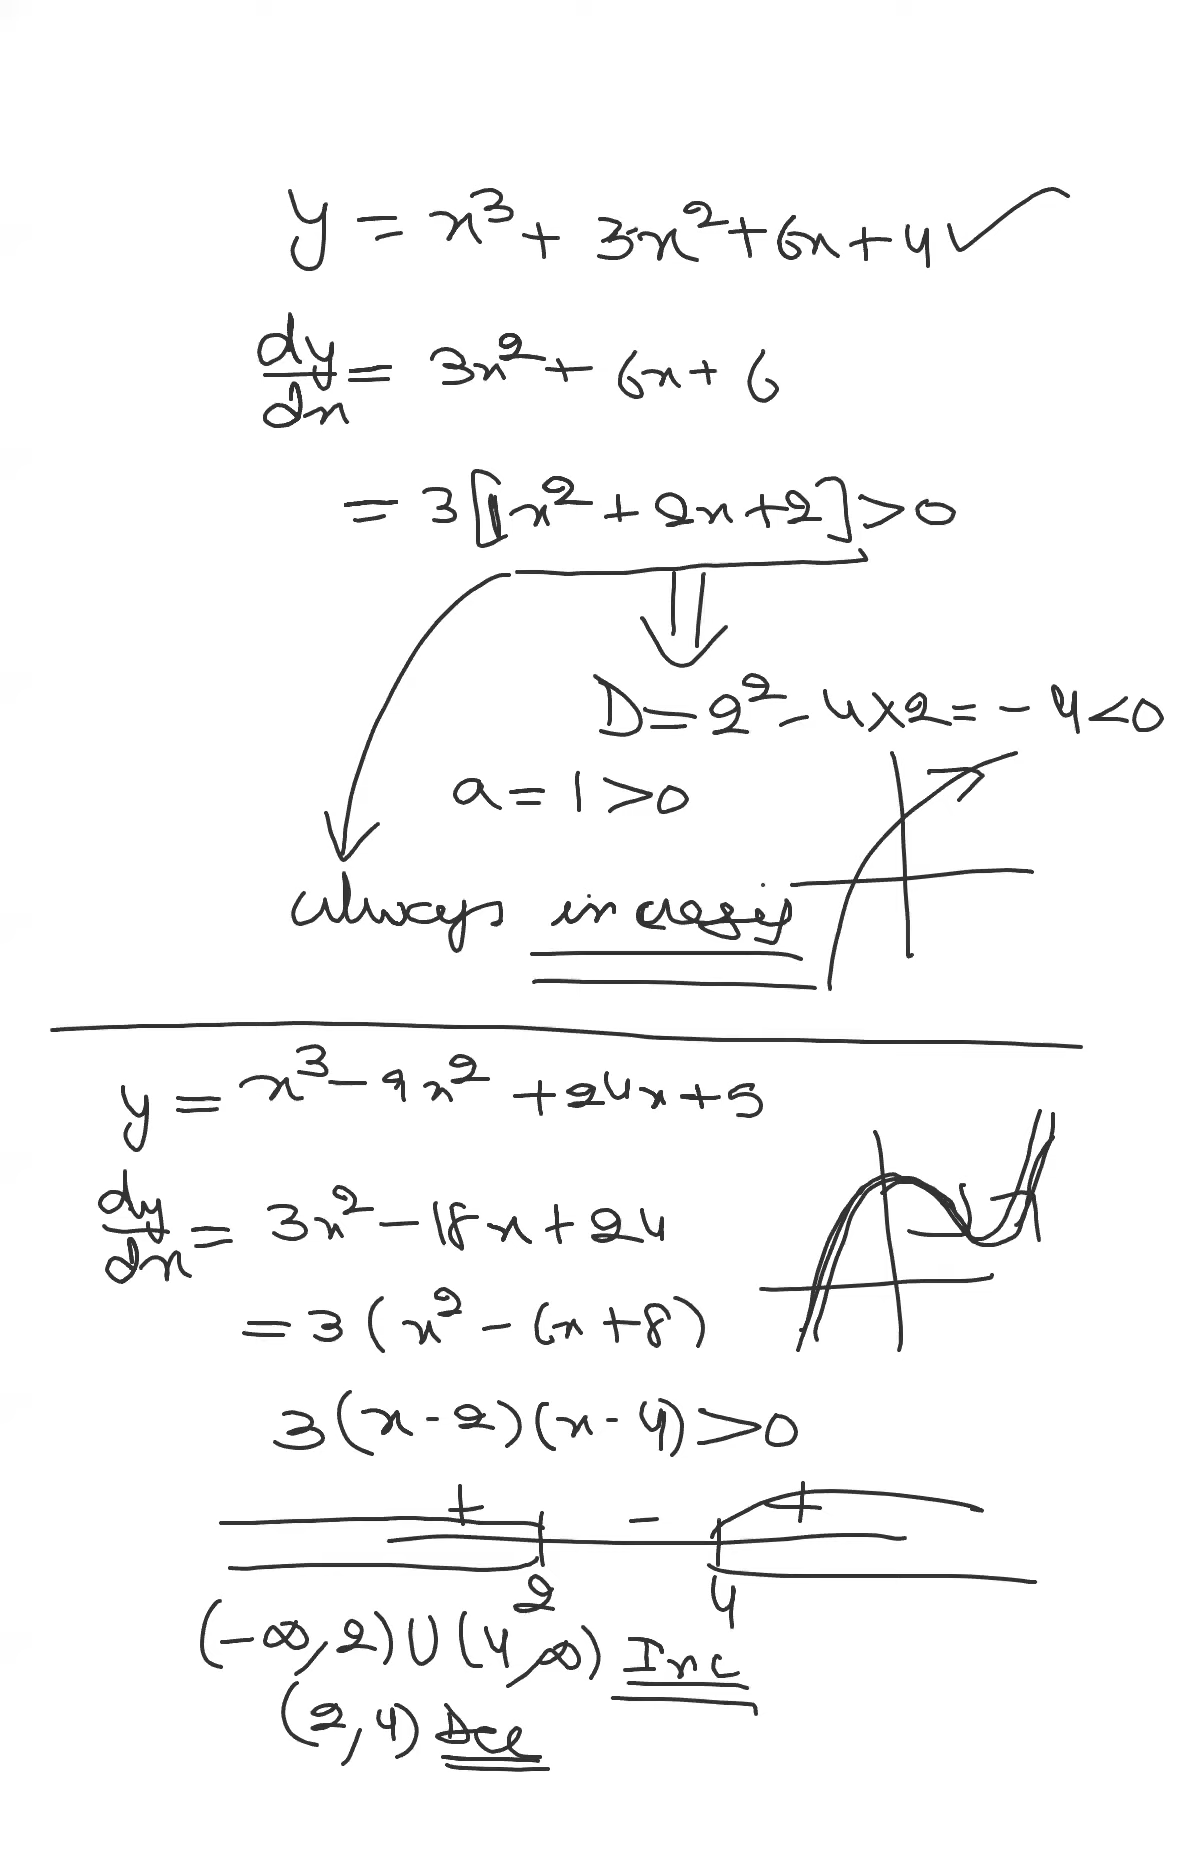 y = x³ + 3x² + 6x + 4 ✓
dy/dx = 3x² + 6x + 6
= 3[x² + 2x + 2] > 0
D = 2² - 4×2 = - 4 < 0
a = 1 > 0
always increasing
y = x³ - 9x² + 24x + 5
dy/dx = 3x² - 18x + 24
= 3(x² - 6x + 8)
3(x - 2)(x - 4) > 0
+ - +
2 4
(-∞, 2) U (4, ∞) Inc
(2, 4) Dec